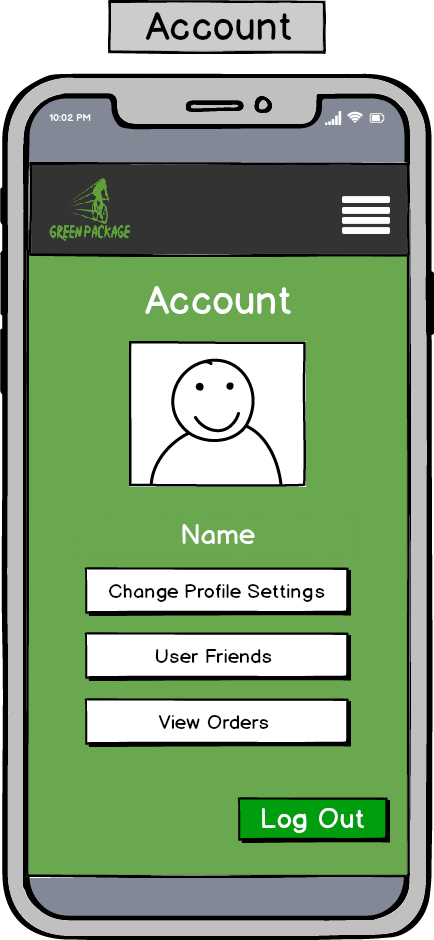 Account
10:02 PM
GREEN PACKAGE
Account
Name
Change Profile Settings
User Friends
View Orders
Log Out